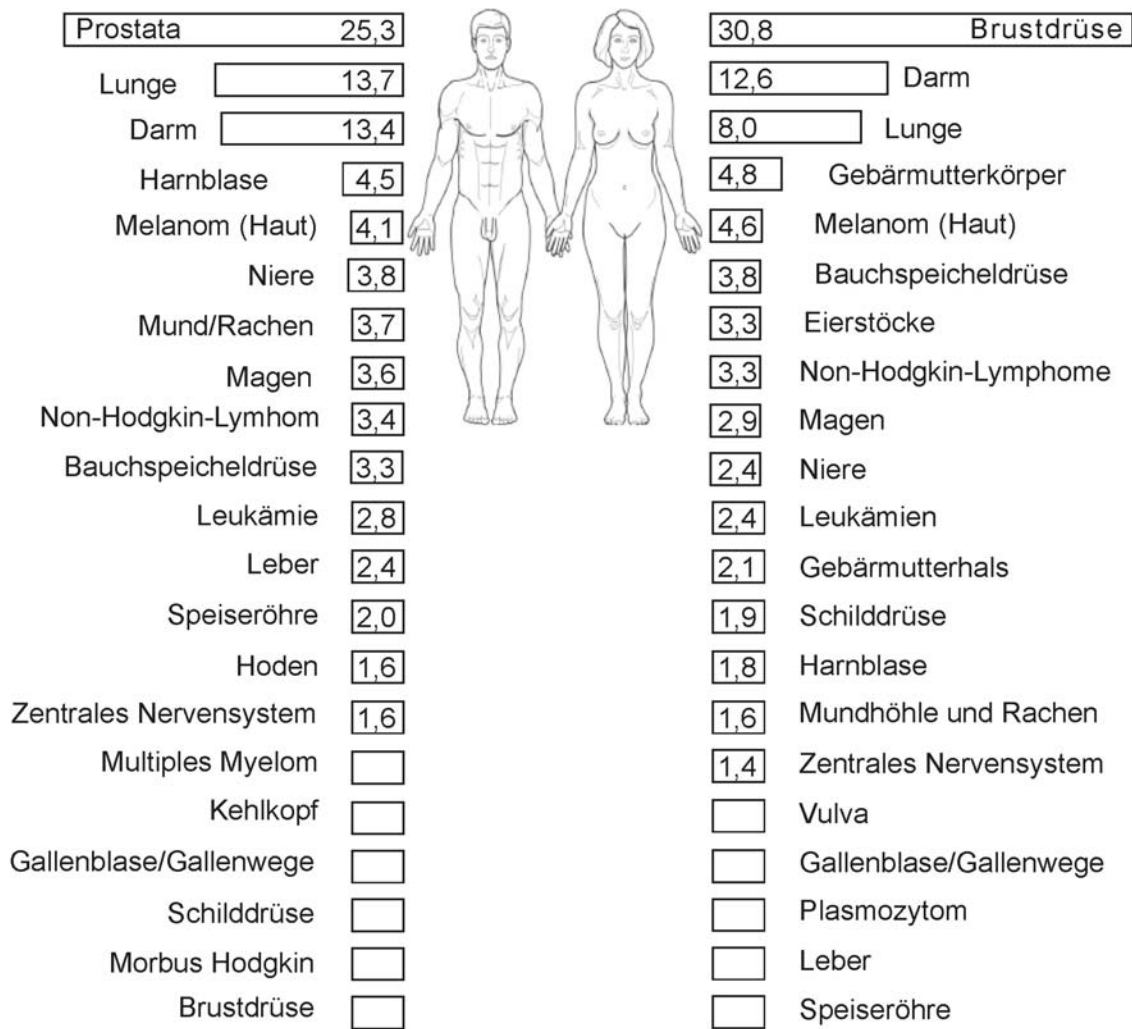 Prostata 25,3 30,8 Brustdrüse
Lunge 13,7 12,6 Darm
Darm 13,4 8,0 Lunge
Harnblase 4,5 4,8 Gebärmutterkörper
Melanom (Haut) 4,1 4,6 Melanom (Haut)
Niere 3,8 3,8 Bauchspeicheldrüse
Mund/Rachen 3,7 3,3 Eierstöcke
Magen 3,6 3,3 Non-Hodgkin-Lymphome
Non-Hodgkin-Lymhom 3,4 2,9 Magen
Bauchspeicheldrüse 3,3 2,4 Niere
Leukämie 2,8 2,4 Leukämien
Leber 2,4 2,1 Gebärmutterhals
Speiseröhre 2,0 1,9 Schilddrüse
Hoden 1,6 1,8 Harnblase
Zentrales Nervensystem 1,6 1,6 Mundhöhle und Rachen
Multiples Myelom 1,4 Zentrales Nervensystem
Kehlkopf Vulva
Gallenblase/Gallenwege Gallenblase/Gallenwege
Schilddrüse Plasmozytom
Morbus Hodgkin Leber
Brustdrüse Speiseröhre